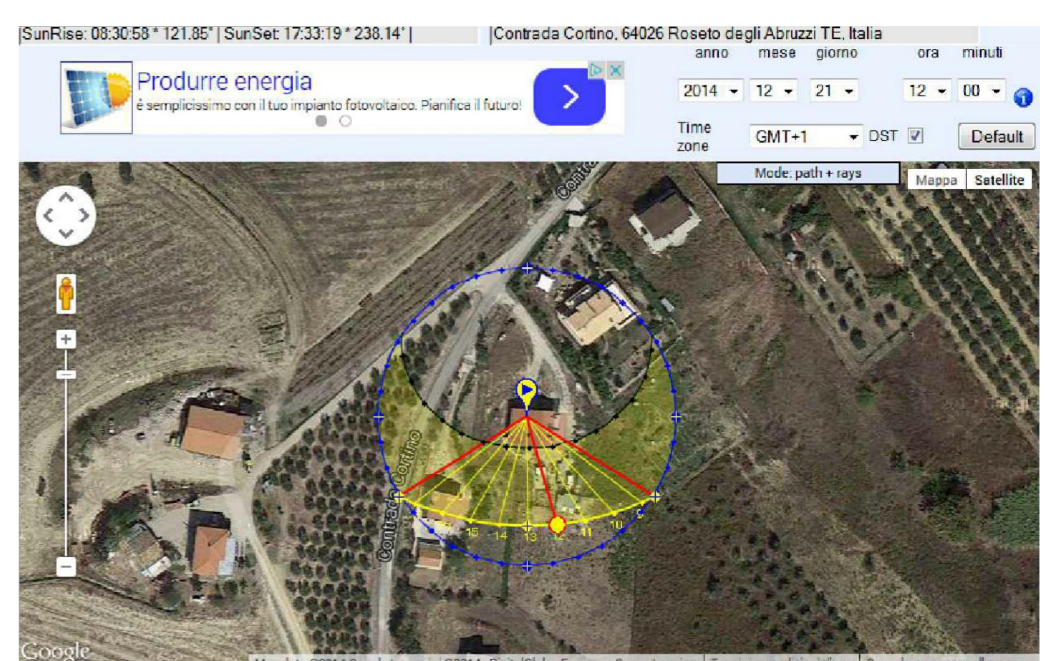 |SunRise: 08:30:58 * 121.85° | SunSet: 17:33:19 * 238.14° |
|Contrada Cortino, 64026 Roseto degli Abruzzi TE, Italia
anno mese giorno ora minuti
Produrre energia
è semplicissimo con il tuo impianto fotovoltaico. Pianifica il futuro!
2014 12 21 12 00
Time zone
GMT+1 DST Default
Mode: path + rays
Mappa Satellite
Contrada Cortino
15 14 13 12 11 10 9
Google